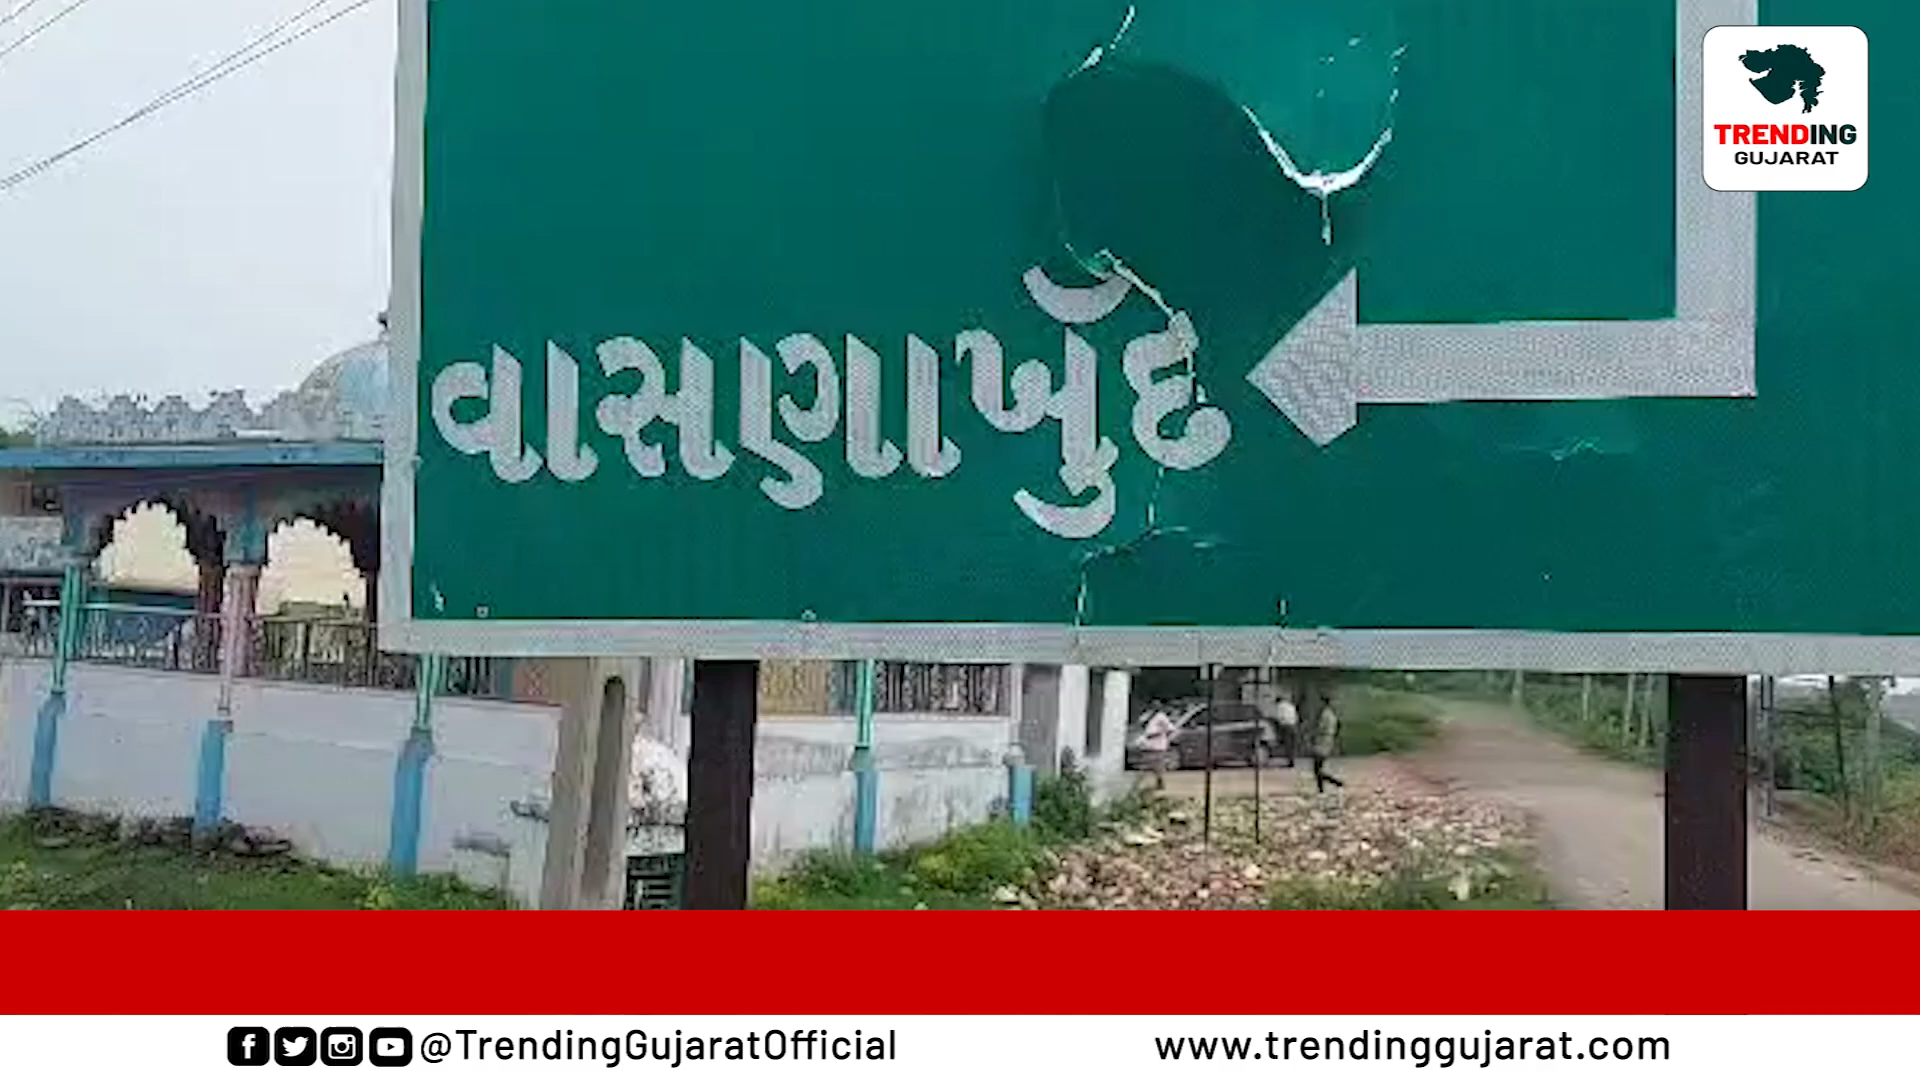 TRENDING
GUJARAT
વાસણાખુઁર્દ
@TrendingGujaratOfficial
www.trendinggujarat.com